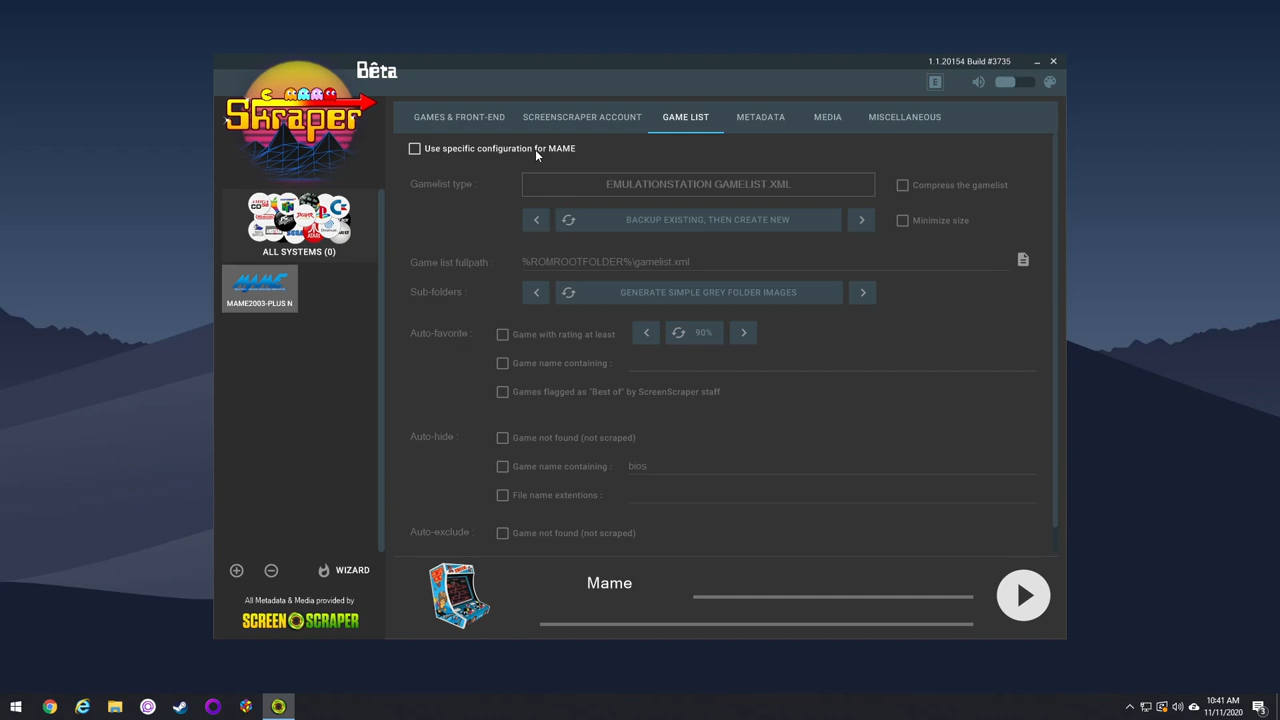 Bêta
1.1.20154 Build #3735
Skraper
E
GAMES & FRONT-END
SCREENSCRAPER ACCOUNT
GAME LIST
METADATA
MEDIA
MISCELLANEOUS
Use specific configuration for MAME
Gamelist type :
EMULATIONSTATION GAMELIST.XML
Compress the gamelist
BACKUP EXISTING, THEN CREATE NEW
Minimize size
ALL SYSTEMS (0)
Game list fullpath :
%ROMROOTFOLDER%\gamelist.xml
MAME
MAME2003-PLUS N
Sub-folders :
GENERATE SIMPLE GREY FOLDER IMAGES
Auto-favorite :
Game with rating at least
90%
Game name containing :
Games flagged as "Best of" by ScreenScraper staff
Auto-hide :
Game not found (not scraped)
Game name containing :
bios
File name extentions :
Auto-exclude :
Game not found (not scraped)
WIZARD
All Metadata & Media provided by
SCREEN SCRAPER
Mame
10:41 AM
11/11/2020
3